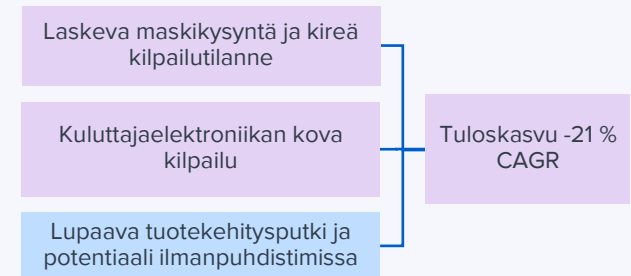 Laskeva maskikysyntä ja kireä
kilpailutilanne
Kuluttajaelektroniikan kova
kilpailu
Lupaava tuotekehitysputki ja
potentiaali ilmanpuhdistimissa
Tuloskasvu -21 %
CAGR